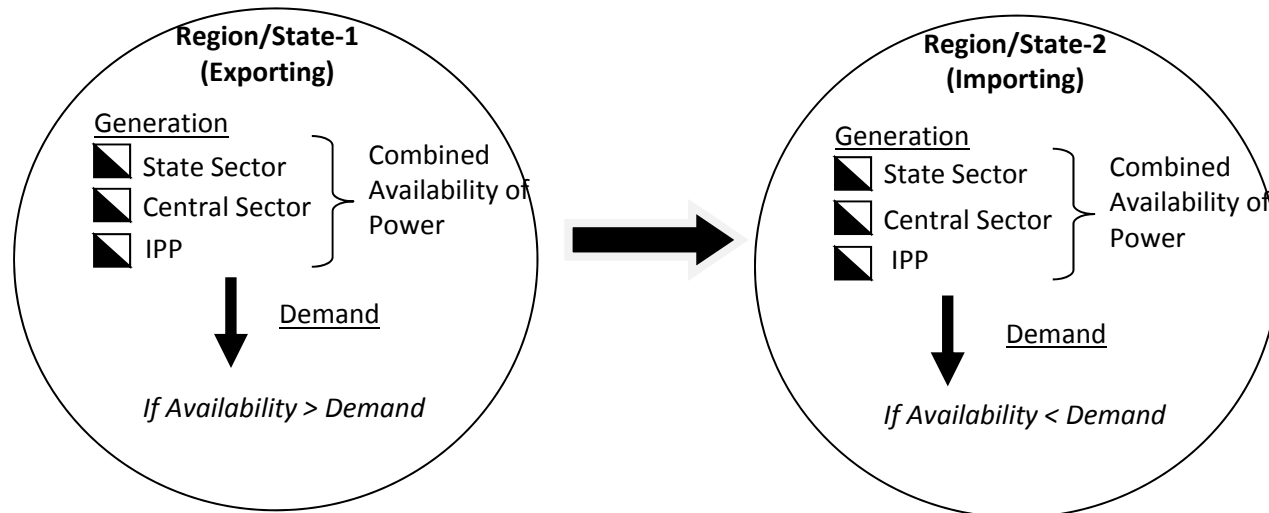 Region/State-1
(Exporting)
Generation
State Sector
Central Sector
IPP
Combined
Availability of
Power
Demand
If Availability > Demand
Region/State-2
(Importing)
Generation
State Sector
Central Sector
IPP
Combined
Availability of
Power
Demand
If Availability < Demand